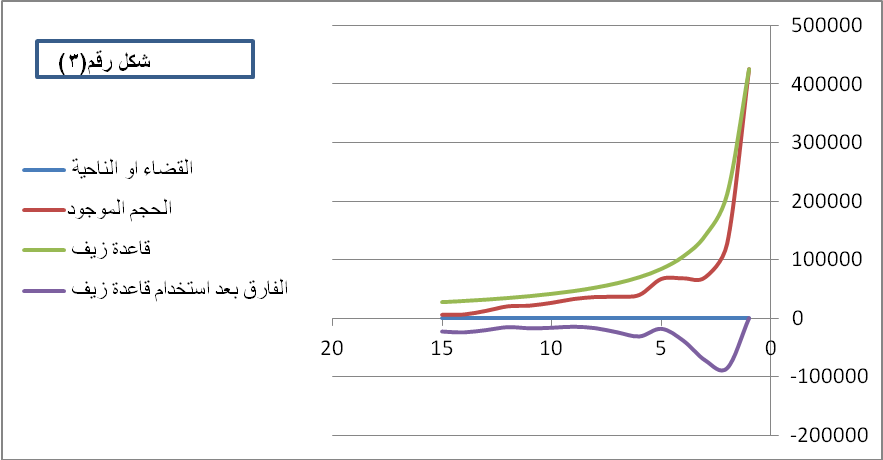 شكل رقم(٣)
القضاء او الناحية
الحجم الموجود
قاعدة زيف
الفارق بعد استخدام قاعدة زيف
500000
400000
300000
200000
100000
0
-100000
-200000
20 15 10 5 0